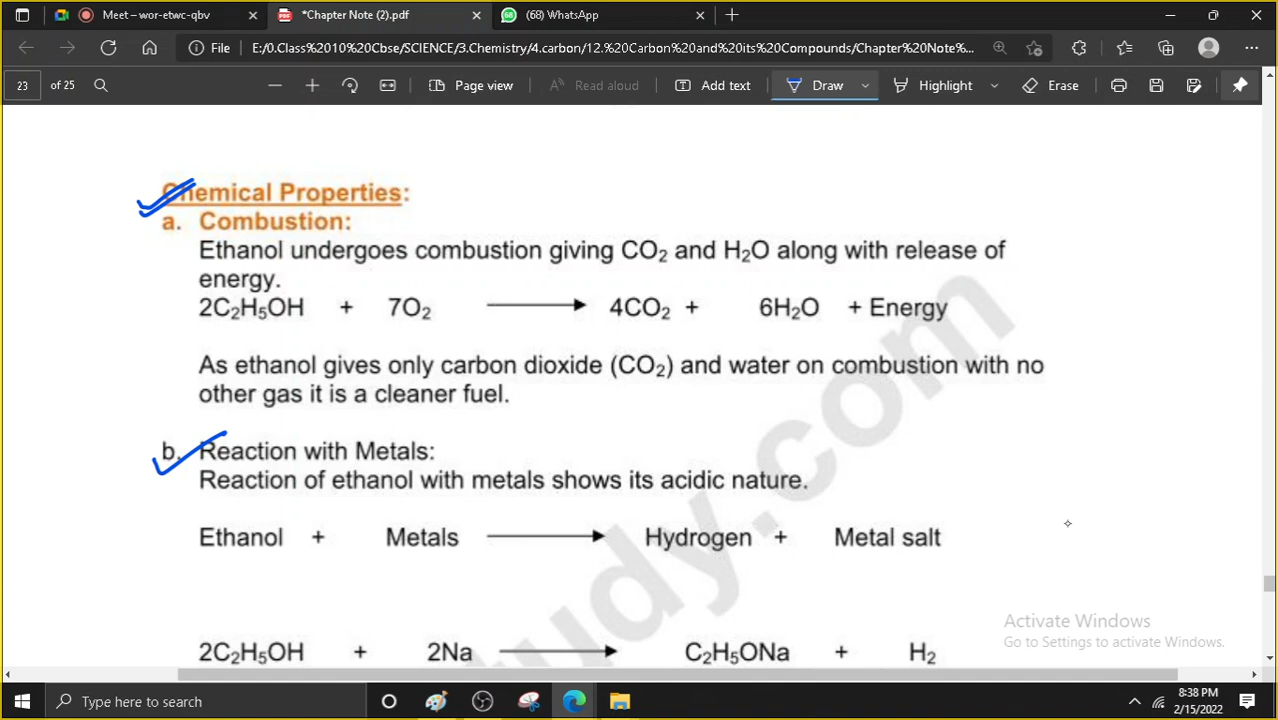 Meet – wor-etwc-qbv
*Chapter Note (2).pdf
(68) WhatsApp
File
E:/0.Class%2010%20Cbse/SCIENCE/3.Chemistry/4.carbon/12.%20Carbon%20and%20its%20Compounds/Chapter%20Note%...
23 of 25
Page view
Read aloud
Add text
Draw
Highlight
Erase
Chemical Properties:
a. Combustion:
Ethanol undergoes combustion giving CO₂ and H₂O along with release of
energy.
2C₂H₅OH + 7O₂ → 4CO₂ + 6H₂O + Energy
As ethanol gives only carbon dioxide (CO₂) and water on combustion with no
other gas it is a cleaner fuel.
b. Reaction with Metals:
Reaction of ethanol with metals shows its acidic nature.
Ethanol + Metals → Hydrogen + Metal salt
2C₂H₅OH + 2Na → C₂H₅ONa + H₂
udy.co
Activate Windows
Go to Settings to activate Windows.
Type here to search
8:38 PM
2/15/2022